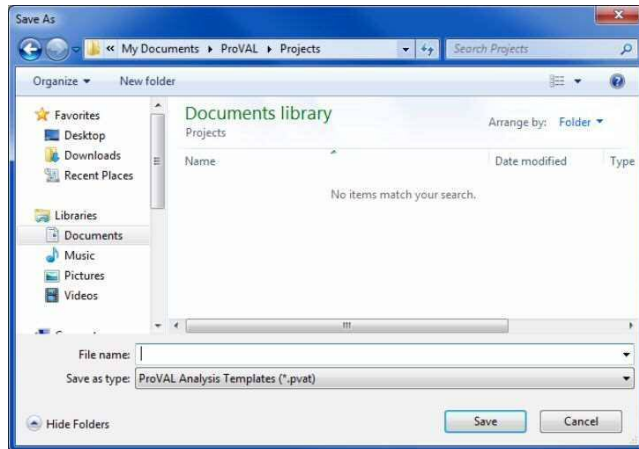 Save As
« My Documents ▸ ProVAL ▸ Projects
Search Projects
Organize ▾ New folder
Favorites
Desktop
Downloads
Recent Places
Libraries
Documents
Music
Pictures
Videos
Documents library
Projects
Arrange by: Folder ▾
Name Date modified Type
No items match your search.
File name:
Save as type: ProVAL Analysis Templates (*.pvat)
Hide Folders
Save Cancel